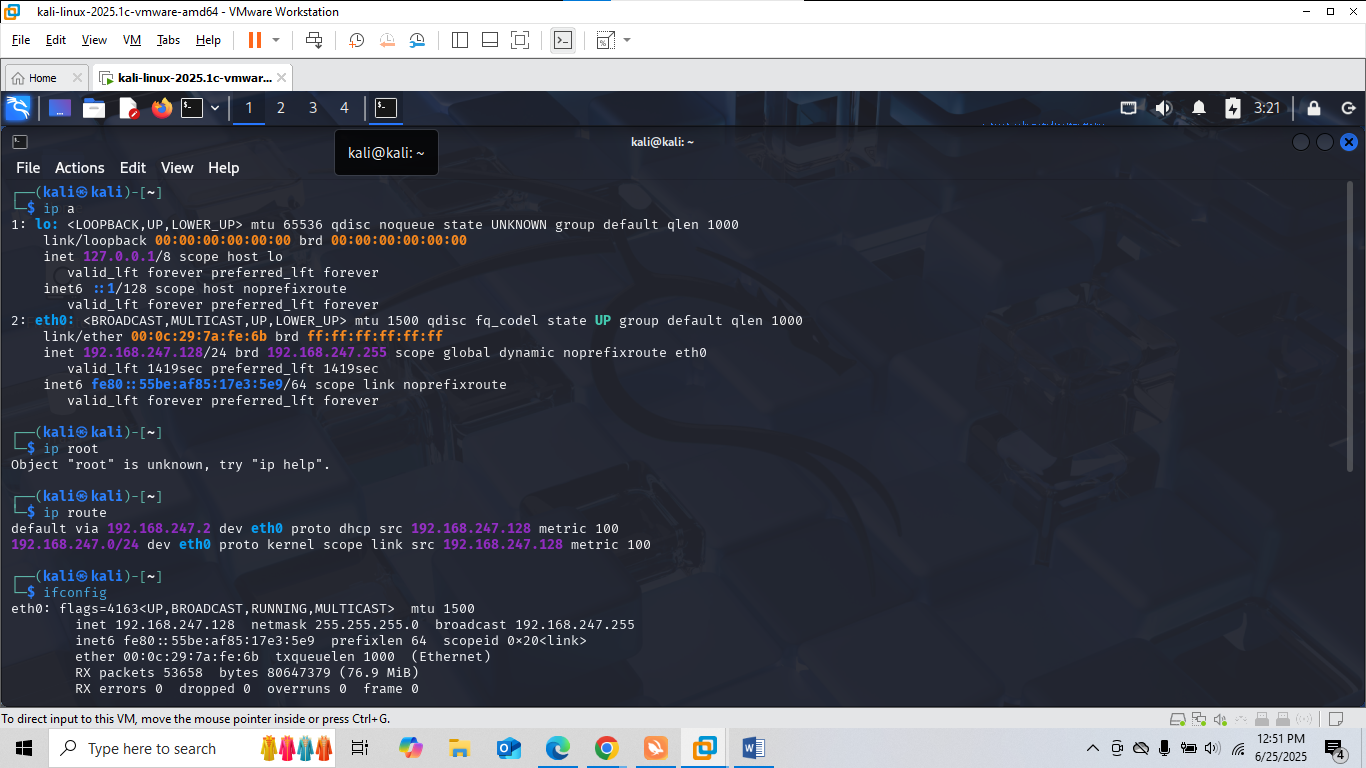 kali-linux-2025.1c-vmware-amd64 - VMware Workstation
File Edit View VM Tabs Help
Home kali-linux-2025.1c-vmwar...
1 2 3 4 3:21
kali@kali: ~
kali@kali: ~
File Actions Edit View Help
┌──(kali㉿kali)-[~]
└─$ ip a
1: lo: <LOOPBACK,UP,LOWER_UP> mtu 65536 qdisc noqueue state UNKNOWN group default qlen 1000
link/loopback 00:00:00:00:00:00 brd 00:00:00:00:00:00
inet 127.0.0.1/8 scope host lo
valid_lft forever preferred_lft forever
inet6 ::1/128 scope host noprefixroute
valid_lft forever preferred_lft forever
2: eth0: <BROADCAST,MULTICAST,UP,LOWER_UP> mtu 1500 qdisc fq_codel state UP group default qlen 1000
link/ether 00:0c:29:7a:fe:6b brd ff:ff:ff:ff:ff:ff
inet 192.168.247.128/24 brd 192.168.247.255 scope global dynamic noprefixroute eth0
valid_lft 1419sec preferred_lft 1419sec
inet6 fe80::55be:af85:17e3:5e9/64 scope link noprefixroute
valid_lft forever preferred_lft forever
┌──(kali㉿kali)-[~]
└─$ ip root
Object "root" is unknown, try "ip help".
┌──(kali㉿kali)-[~]
└─$ ip route
default via 192.168.247.2 dev eth0 proto dhcp src 192.168.247.128 metric 100
192.168.247.0/24 dev eth0 proto kernel scope link src 192.168.247.128 metric 100
┌──(kali㉿kali)-[~]
└─$ ifconfig
eth0: flags=4163<UP,BROADCAST,RUNNING,MULTICAST> mtu 1500
inet 192.168.247.128 netmask 255.255.255.0 broadcast 192.168.247.255
inet6 fe80::55be:af85:17e3:5e9 prefixlen 64 scopeid 0×20<link>
ether 00:0c:29:7a:fe:6b txqueuelen 1000 (Ethernet)
RX packets 53658 bytes 80647379 (76.9 MiB)
RX errors 0 dropped 0 overruns 0 frame 0
To direct input to this VM, move the mouse pointer inside or press Ctrl+G.
Type here to search
12:51 PM
6/25/2025
4